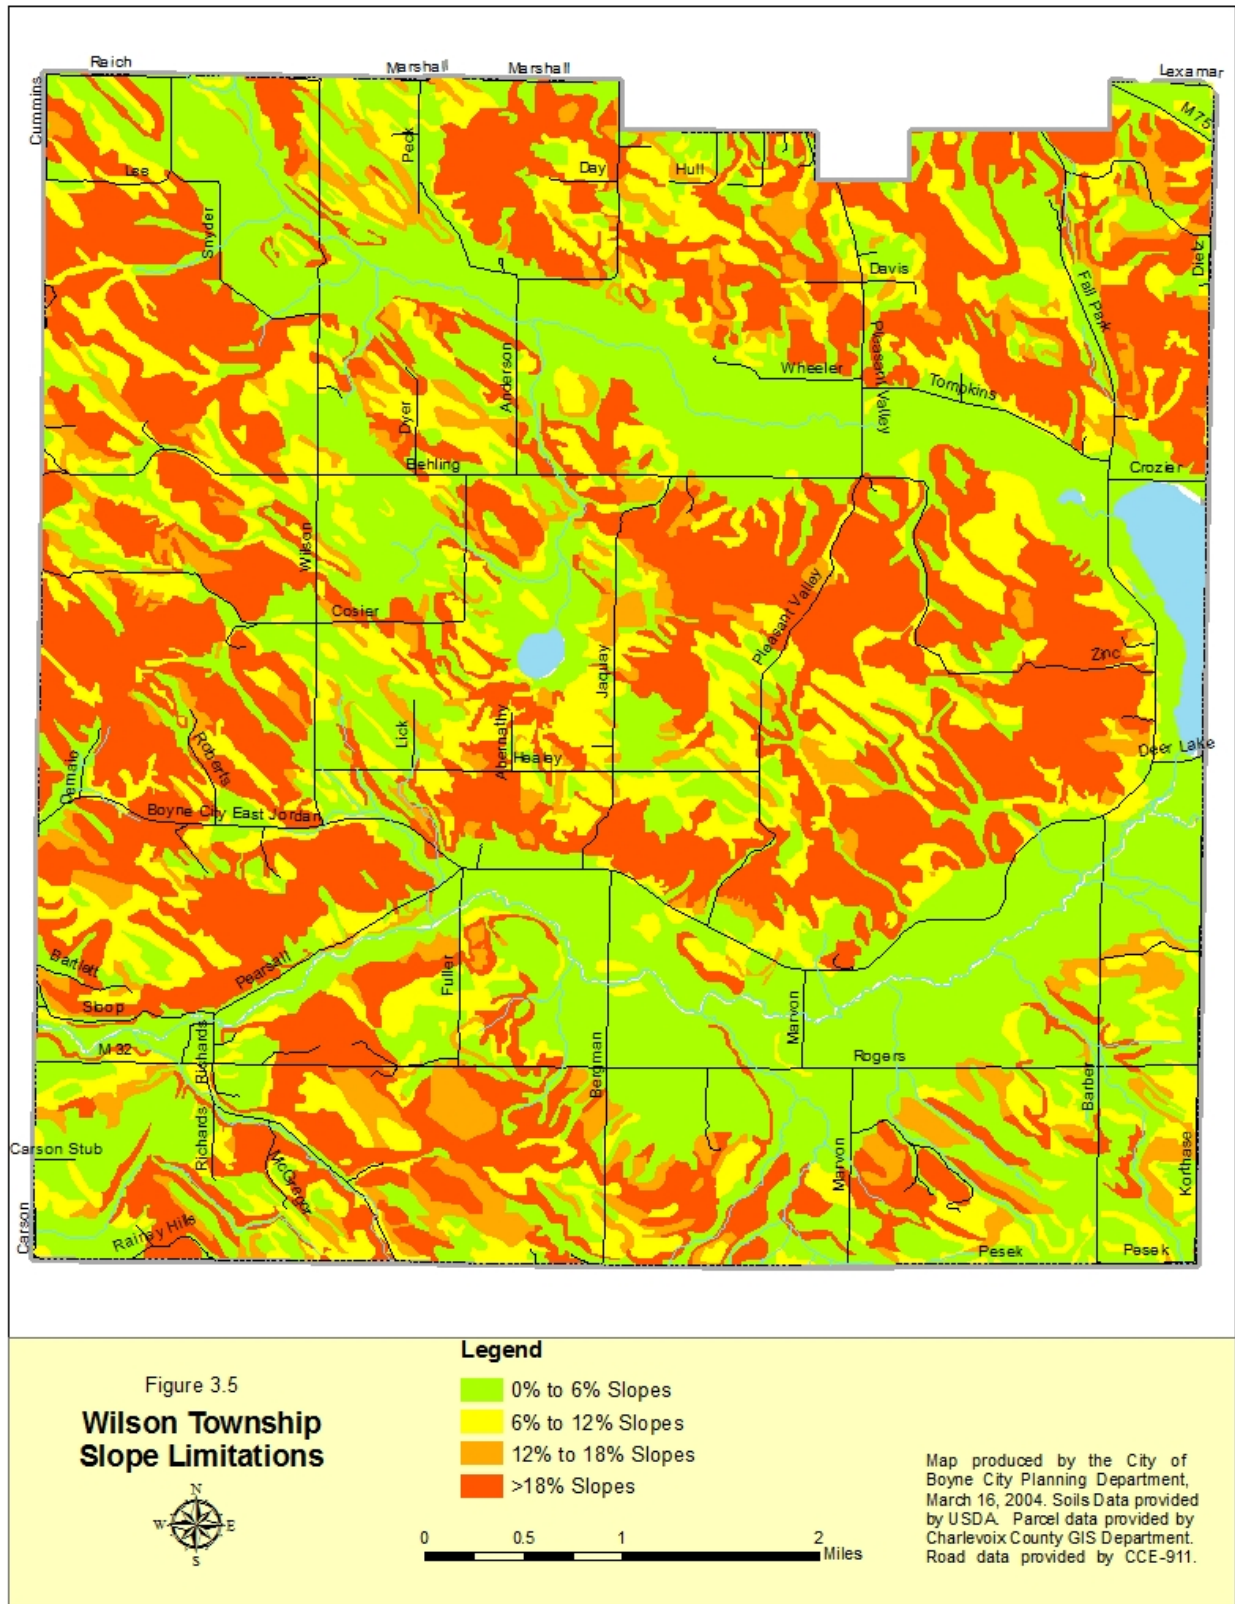 Raich
Marshall
Marshall
Lexamar
Cummins
M 75
Peck
Lee
Day
Hull
Snyder
Dietz
Davis
Fall Park
Pleasant Valley
Anderson
Wheeler
Tompkins
Dyer
Behling
Crozier
Wilson
Pleasant Valley
Cosier
Zinc
Jaquay
Lick
Abernathy
Roberts
Healey
Deer Lake
Damain
Boyne City East Jordan
Bartlett
Pearsall
Fuller
Sloop
Marvon
Richards
M 32
Rogers
Bergman
Barber
Richards
Carson Stub
McGregor
Marvon
Korthase
Carson
Rainey Hills
Pesek
Pesek
Legend
0% to 6% Slopes
6% to 12% Slopes
12% to 18% Slopes
>18% Slopes
Figure 3.5
Wilson Township
Slope Limitations
N
W
E
S
0 0.5 1 2
Miles
Map produced by the City of
Boyne City Planning Department,
March 16, 2004. Soils Data provided
by USDA. Parcel data provided by
Charlevoix County GIS Department.
Road data provided by CCE-911.